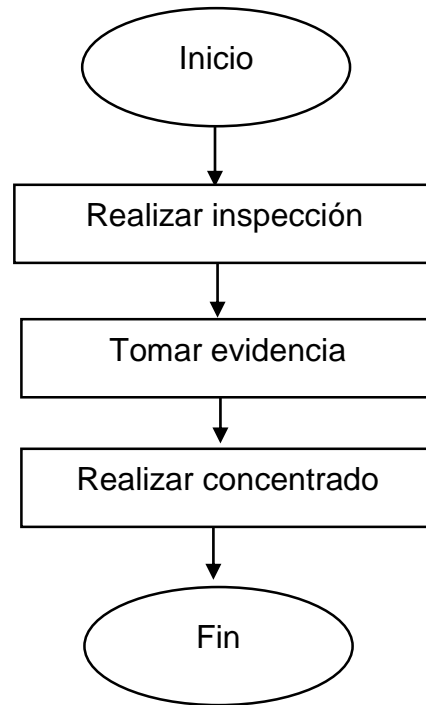 Inicio
Realizar inspección
Tomar evidencia
Realizar concentrado
Fin